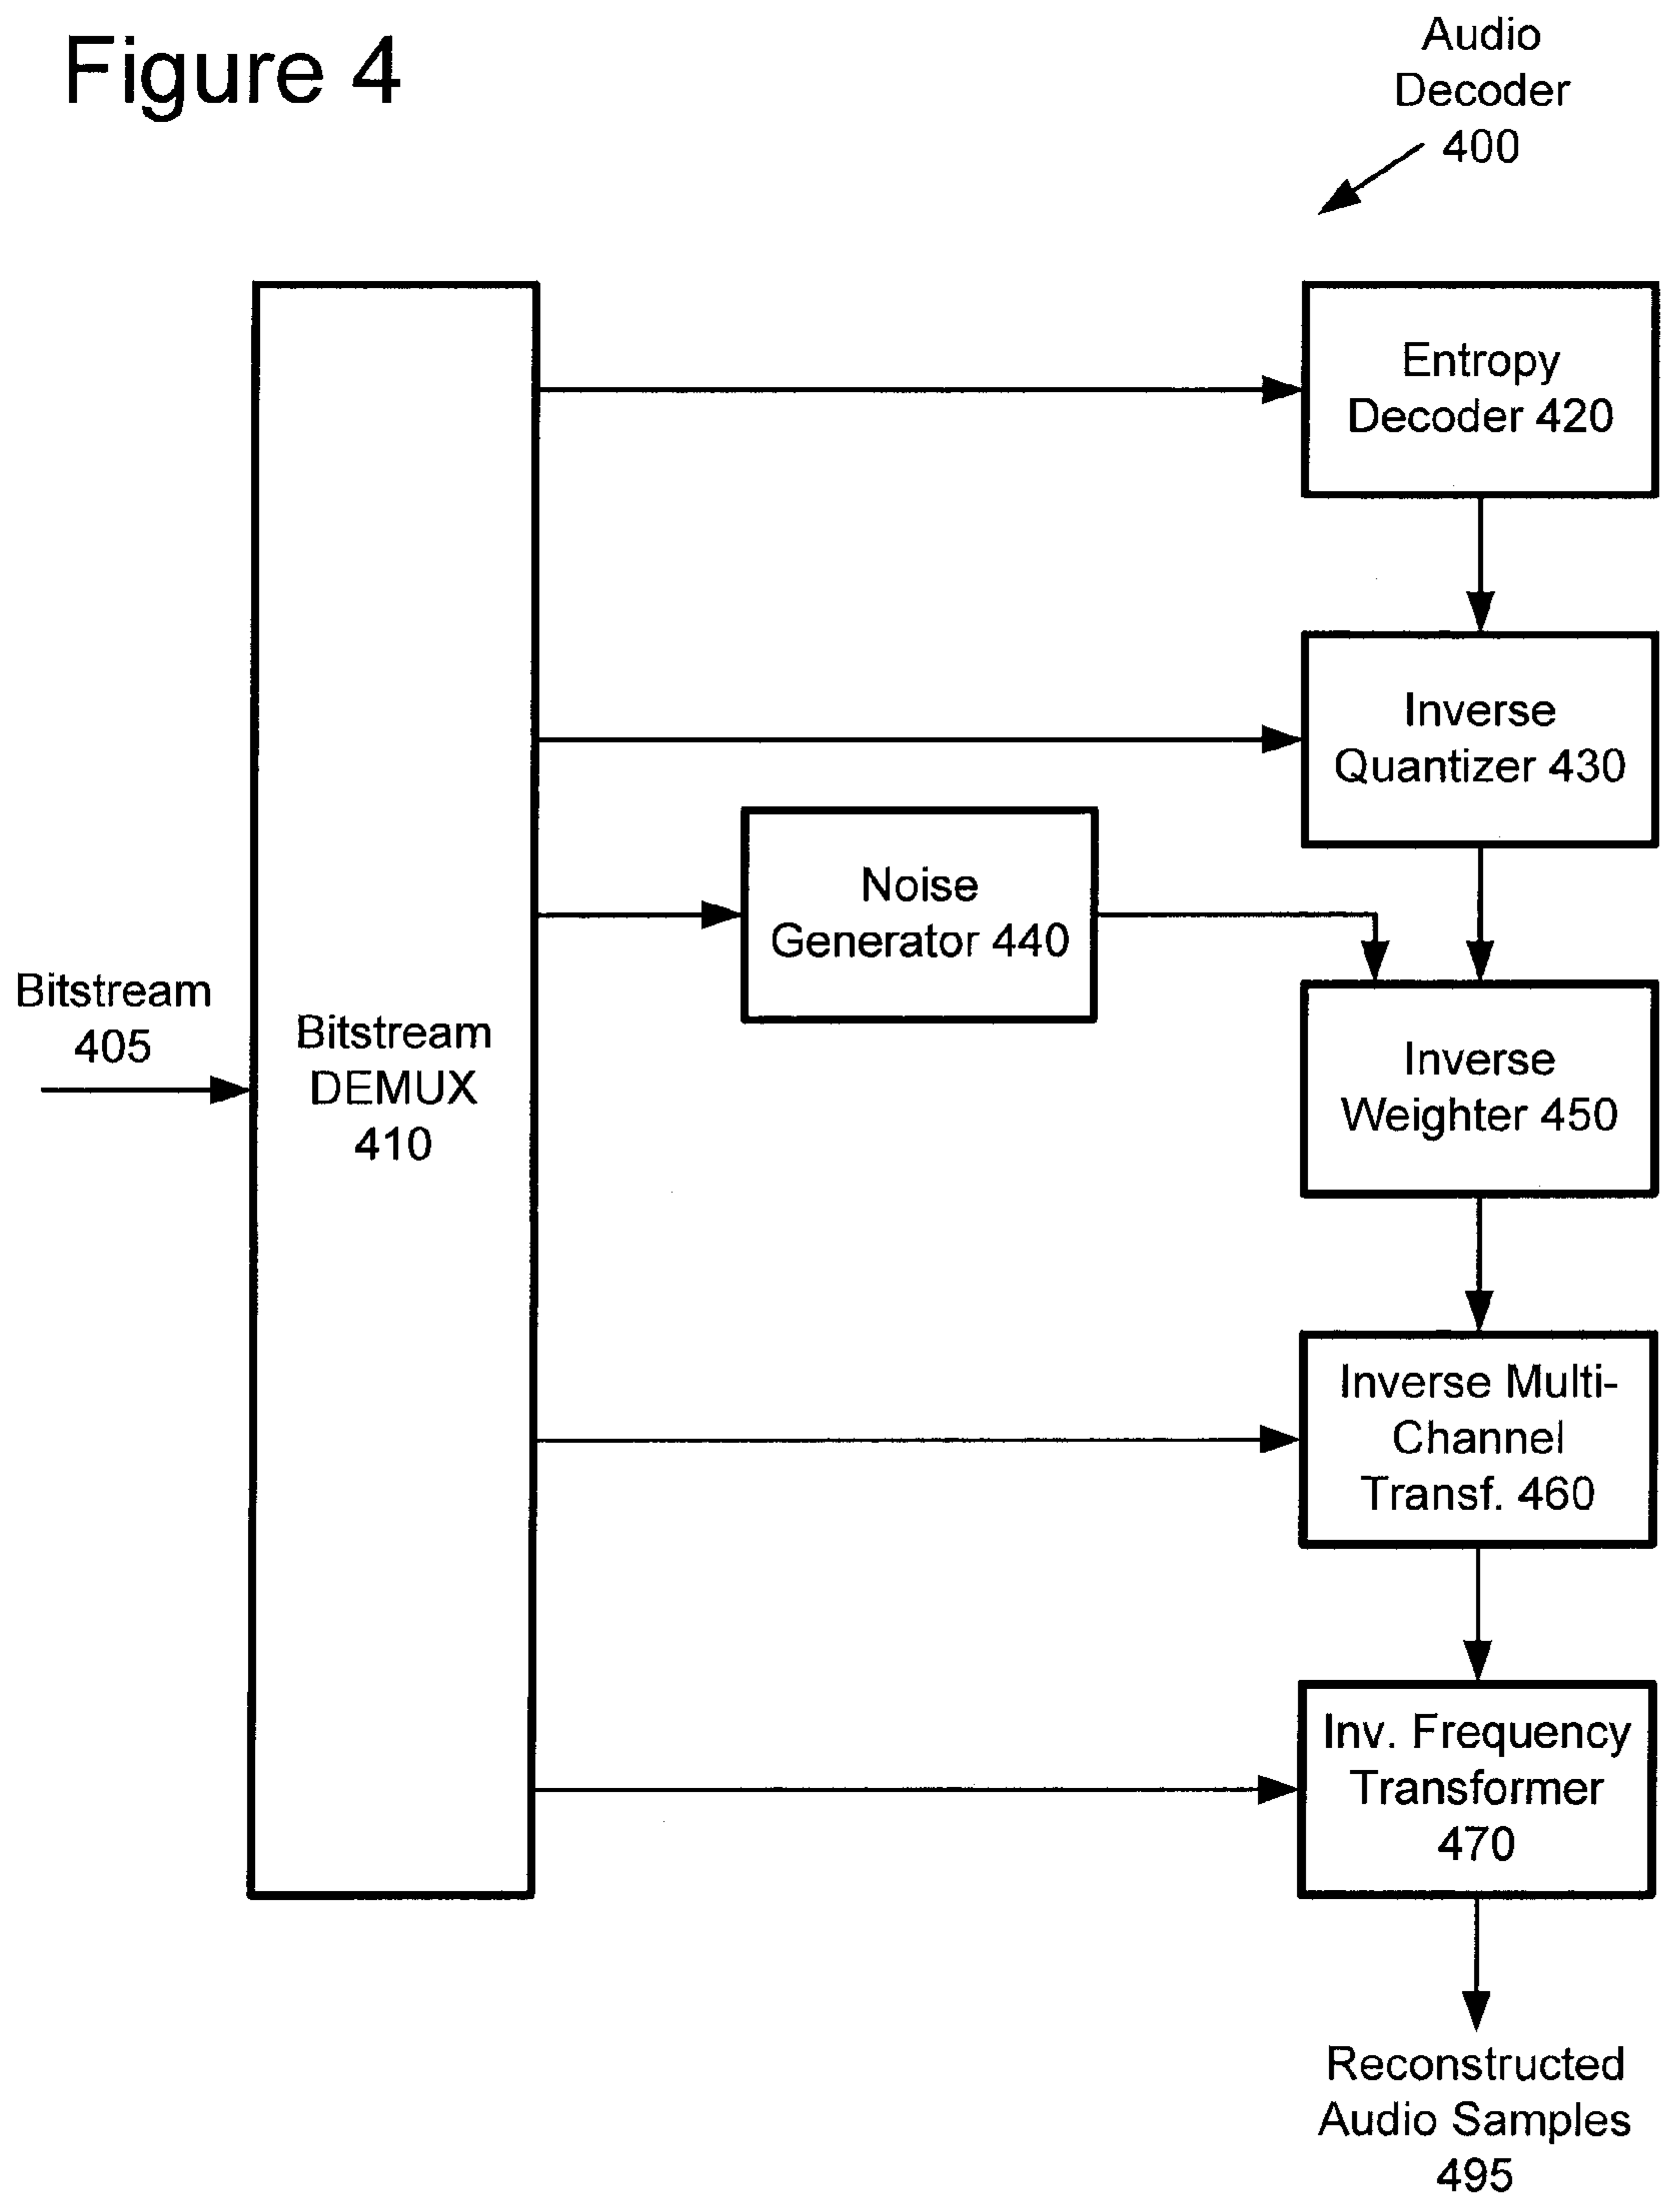 Figure 4
Audio
Decoder
400
Entropy
Decoder 420
Inverse
Quantizer 430
Noise
Generator 440
Bitstream
405
Bitstream
DEMUX
410
Inverse
Weighter 450
Inverse Multi-
Channel
Transf. 460
Inv. Frequency
Transformer
470
Reconstructed
Audio Samples
495